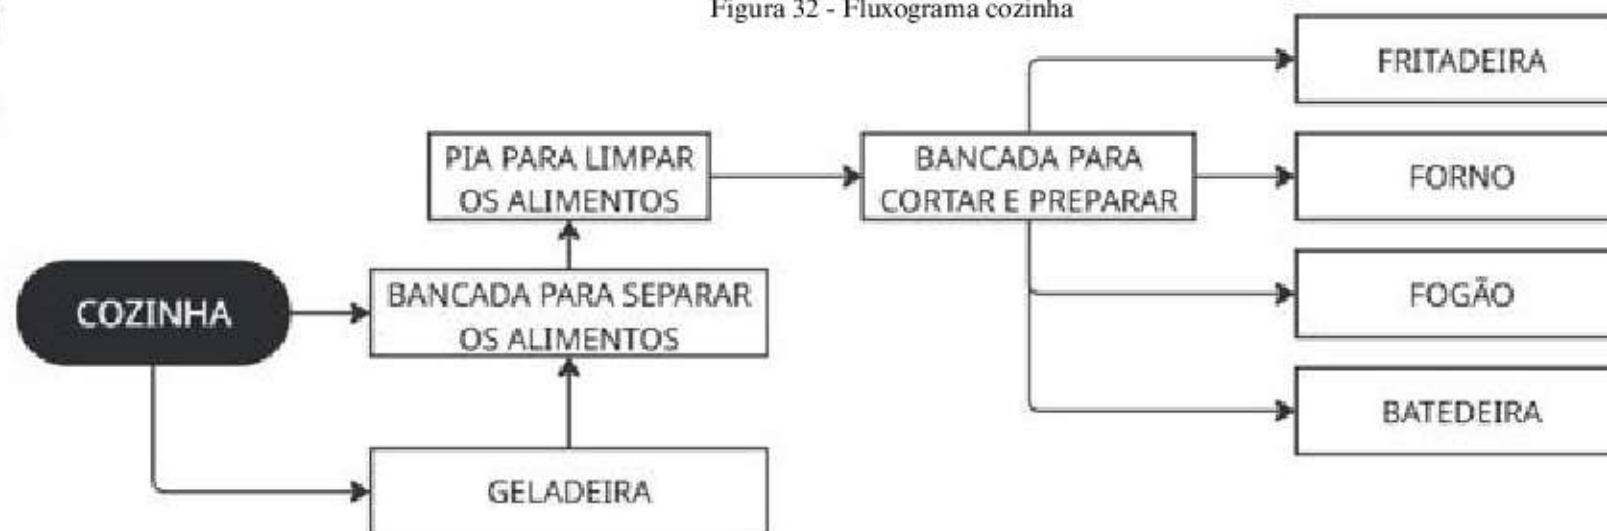 Figura 32 - Fluxograma cozinha
COZINHA
BANCADA PARA SEPARAR
OS ALIMENTOS
GELADEIRA
PIA PARA LIMPAR
OS ALIMENTOS
BANCADA PARA
CORTAR E PREPARAR
FRITADEIRA
FORNO
FOGÃO
BATEDEIRA